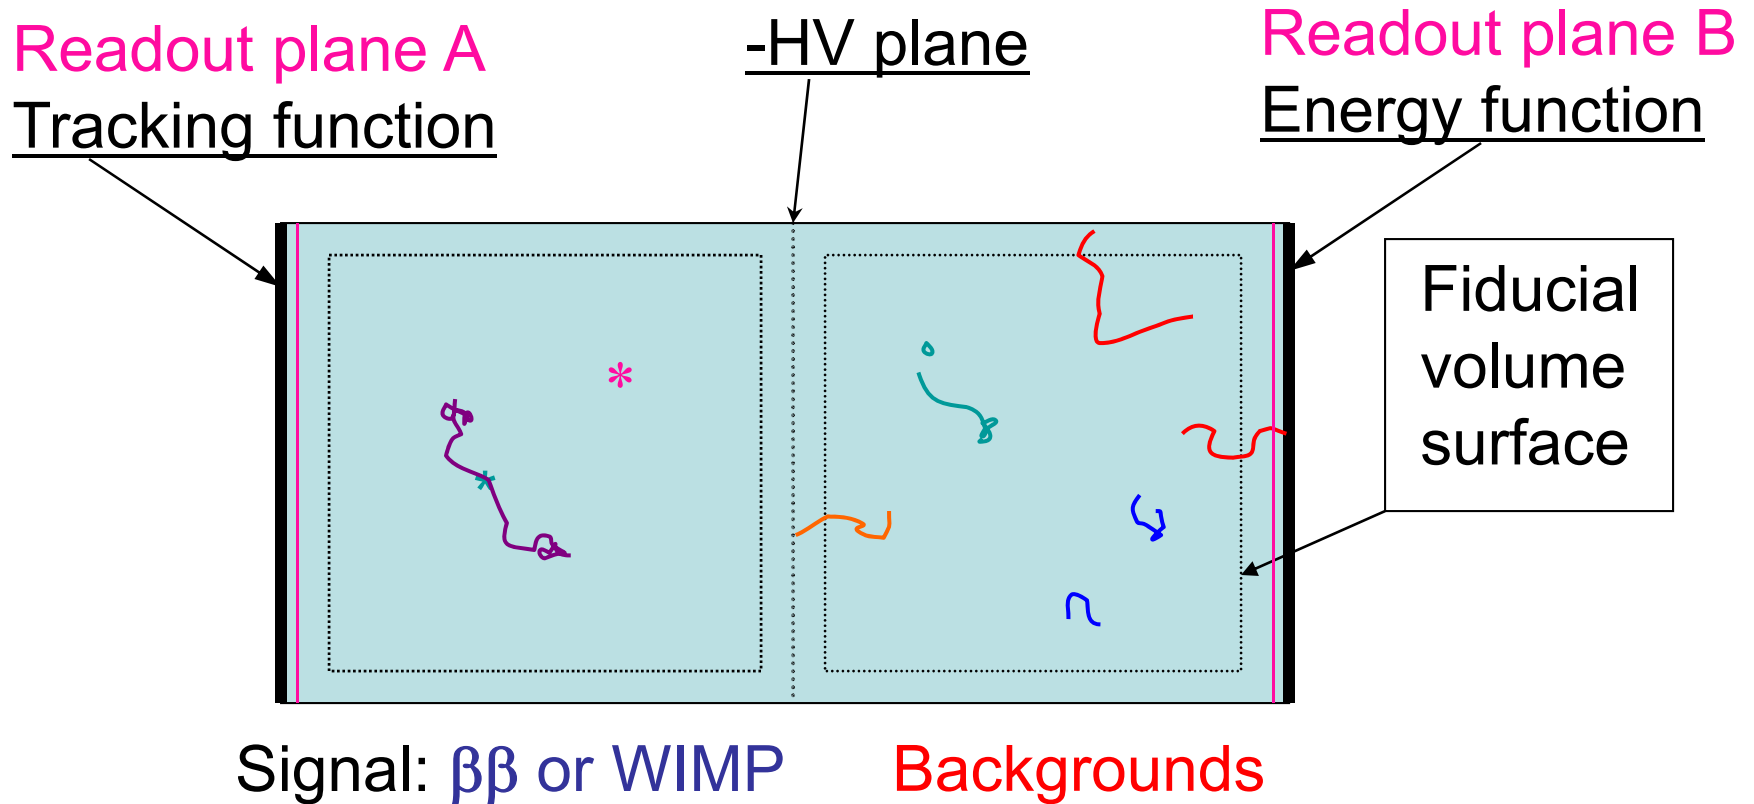 Readout plane A
Tracking function
-HV plane
Readout plane B
Energy function
Fiducial
volume
surface
Signal: ββ or WIMP
Backgrounds